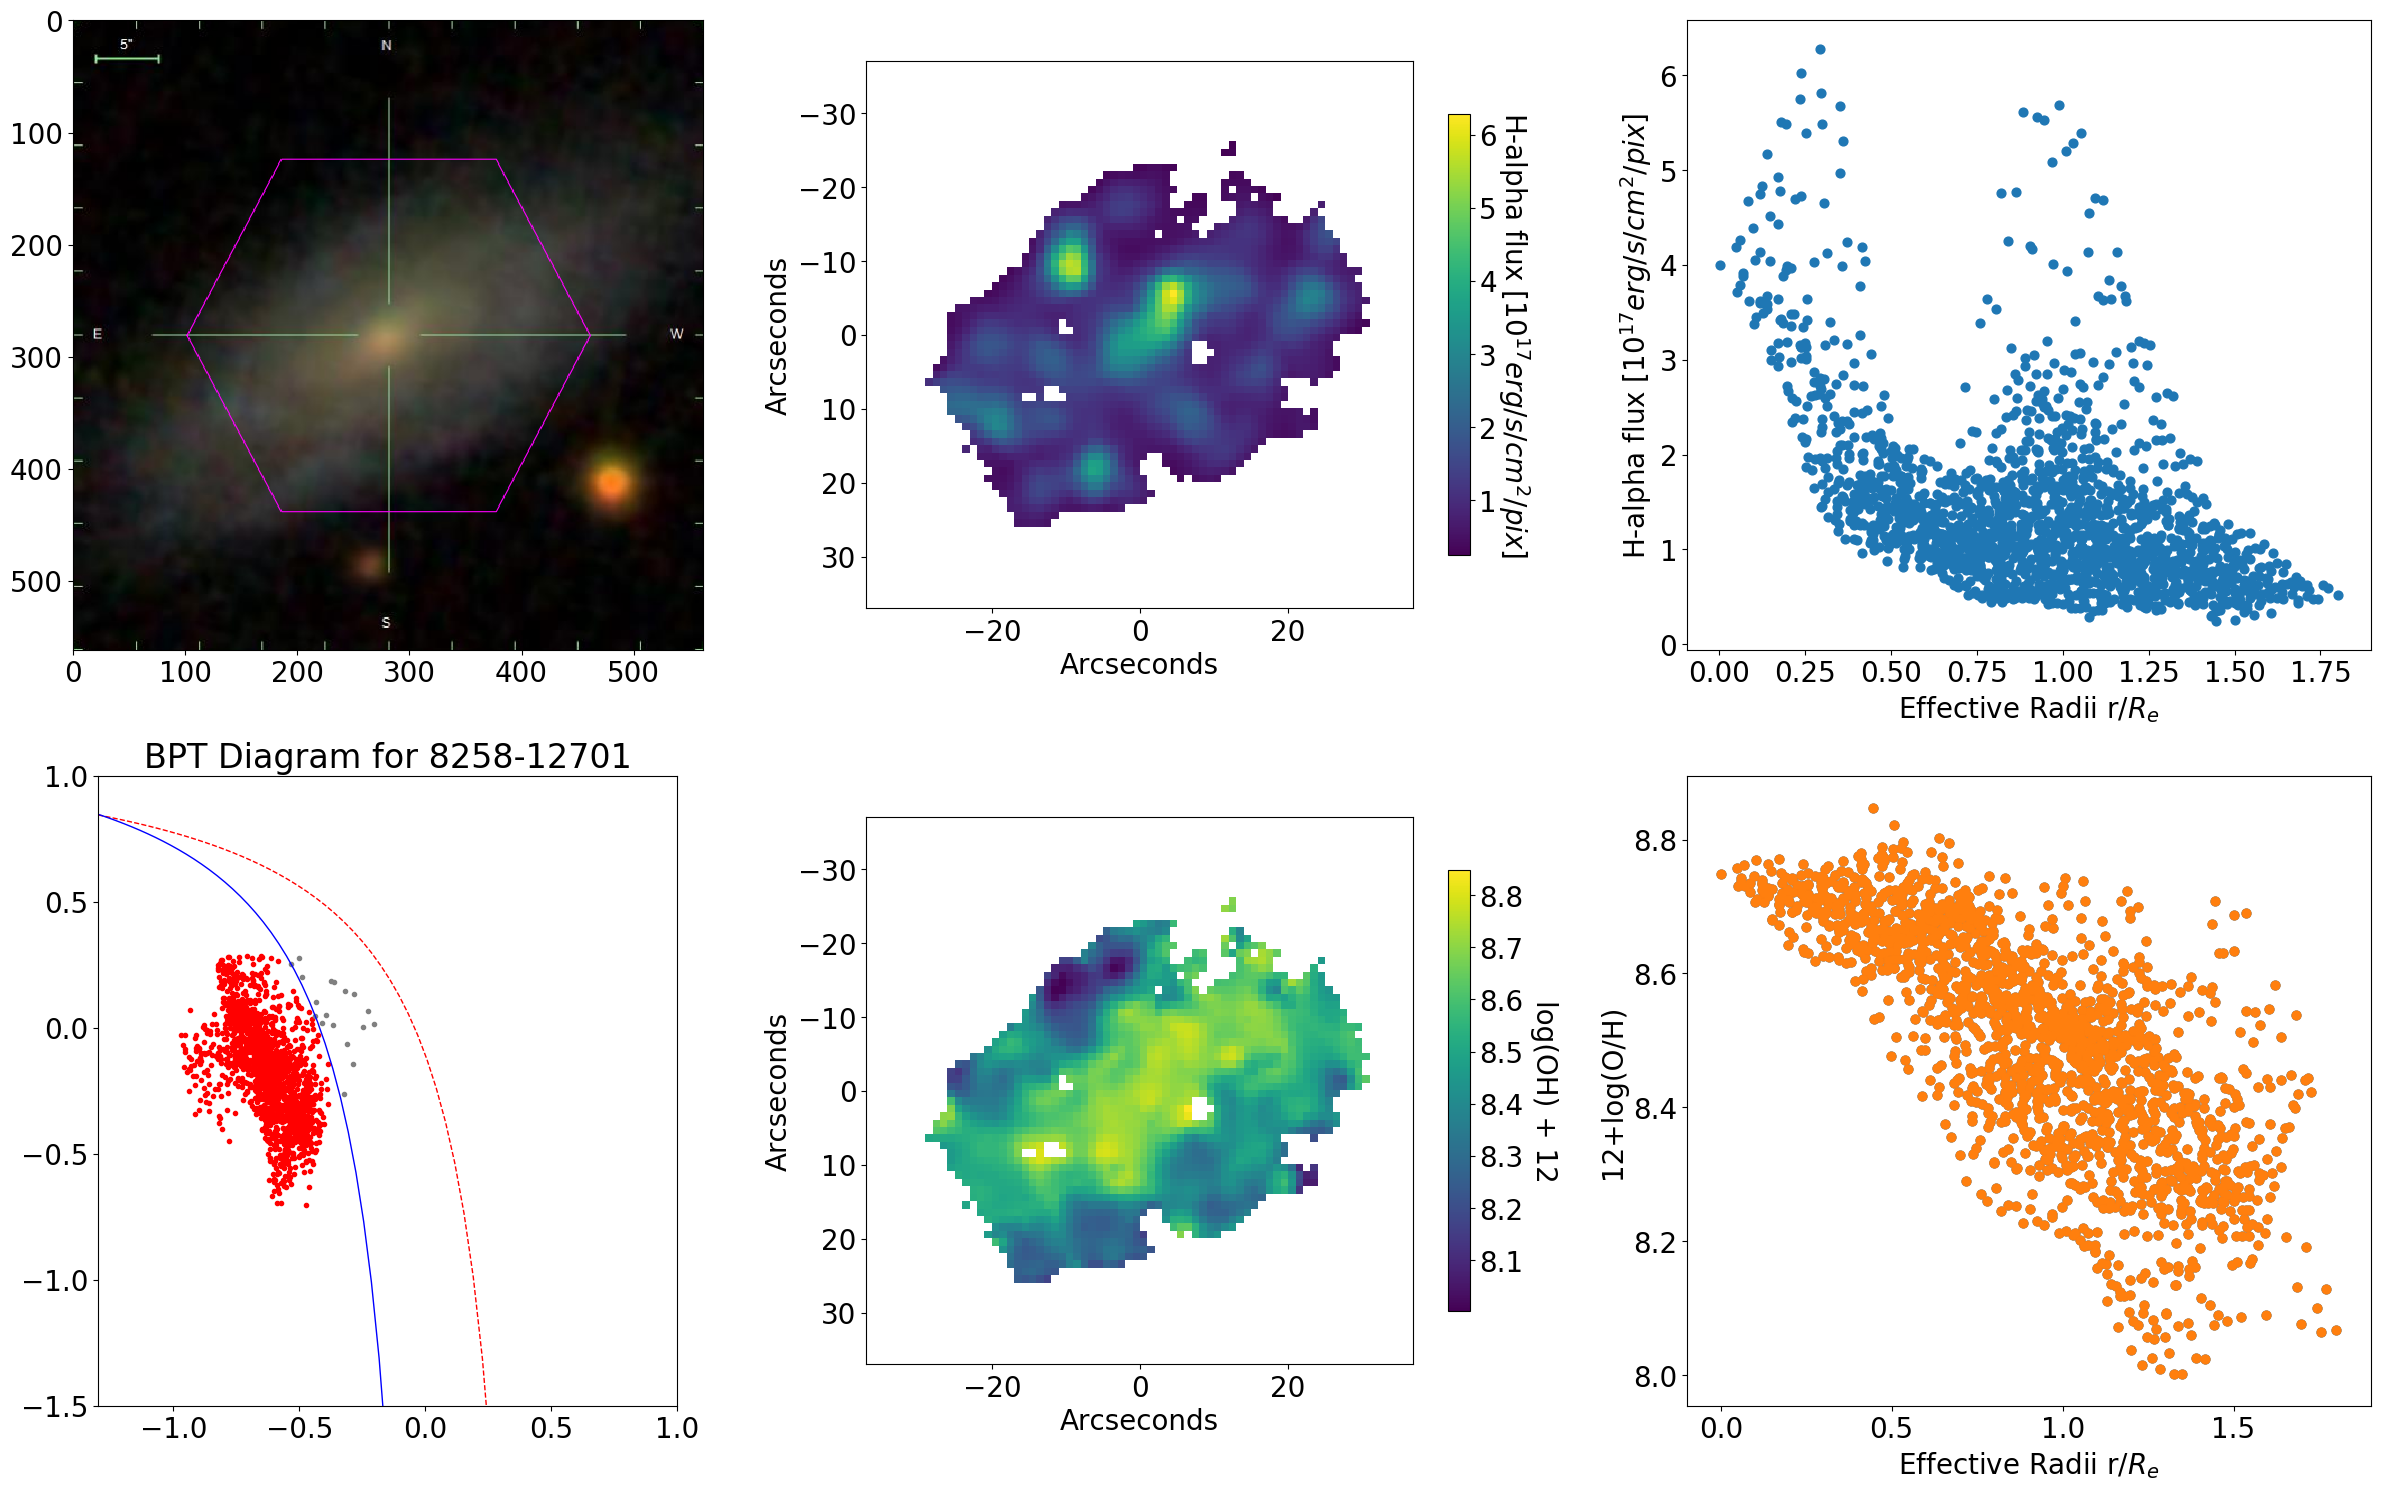 0
100
200
300
400
500
0 100 200 300 400 500
5"
N
E
W
S
−30
−20
−10
0
10
20
30
Arcseconds
−20 0 20
Arcseconds
6
5
4
3
2
1
H-alpha flux [10^17 erg/s/cm^2/pix]
H-alpha flux [10^17 erg/s/cm^2/pix]
6
5
4
3
2
1
0
0.00 0.25 0.50 0.75 1.00 1.25 1.50 1.75
Effective Radii r/R_e
BPT Diagram for 8258-12701
1.0
0.5
0.0
−0.5
−1.0
−1.5
−1.0 −0.5 0.0 0.5 1.0
−30
−20
−10
0
10
20
30
Arcseconds
−20 0 20
Arcseconds
8.8
8.7
8.6
8.5
8.4
8.3
8.2
8.1
log(OH) + 12
12+log(O/H)
8.8
8.6
8.4
8.2
8.0
0.0 0.5 1.0 1.5
Effective Radii r/R_e